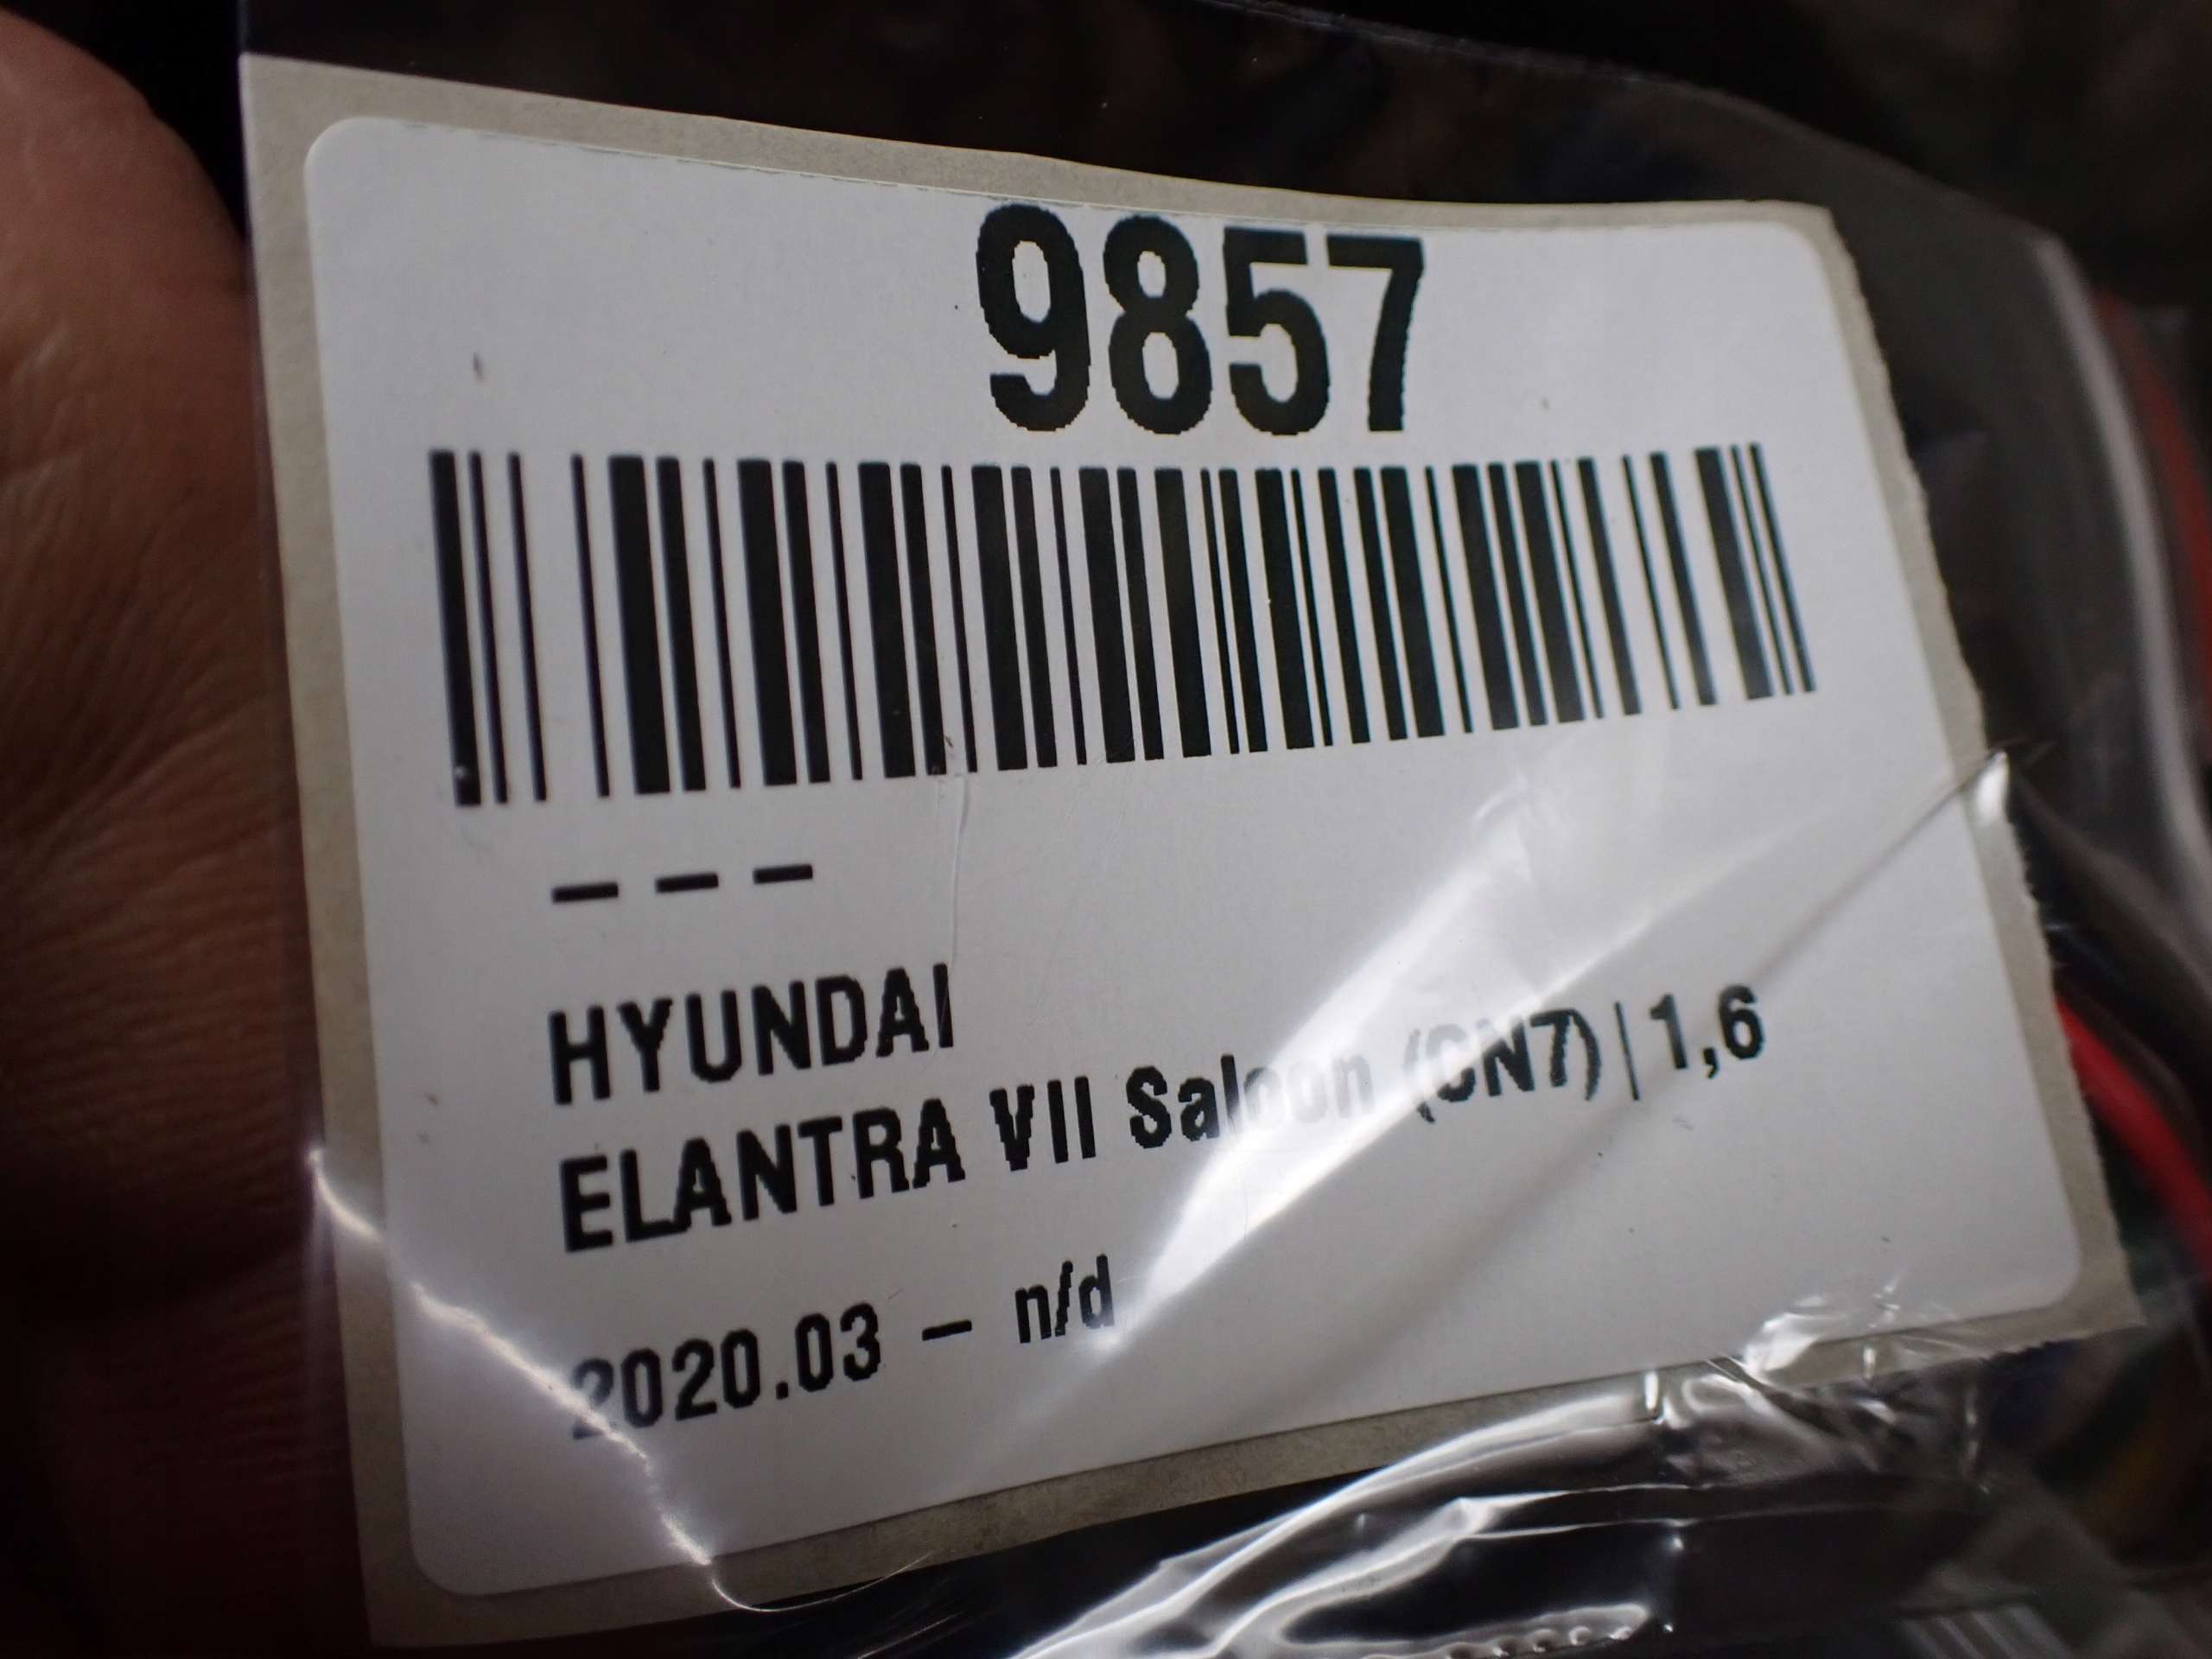 9857
– – –
HYUNDAI
ELANTRA VII Saloon (CN7) | 1,6
2020.03 – n/d